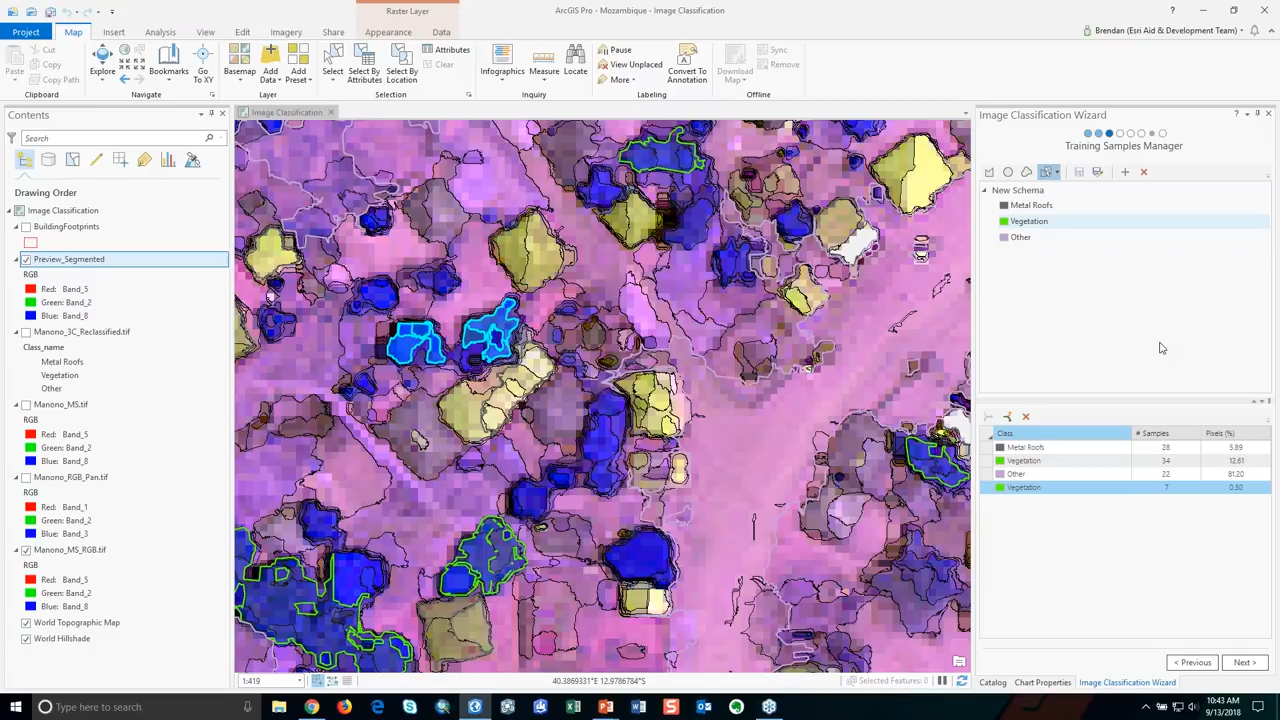 Raster Layer
ArcGIS Pro - Mozambique - Image Classification
Project Map Insert Analysis View Edit Imagery Share Appearance Data
Brendan (Esri Aid & Development Team)
Paste
Cut
Copy
Copy Path
Clipboard
Explore
Bookmarks
Go To XY
Navigate
Basemap
Add Data
Add Preset
Layer
Select
Select By Attributes
Select By Location
Attributes
Clear
Selection
Infographics
Measure
Locate
Inquiry
Pause
View Unplaced
More
Convert To Annotation
Labeling
Download Map
Sync
Remove
Offline
Contents
Search
Drawing Order
Image Classification
BuildingFootprints
Preview_Segmented
RGB
Red: Band_5
Green: Band_2
Blue: Band_8
Manono_3C_Reclassified.tif
Class_name
Metal Roofs
Vegetation
Other
Manono_MS.tif
RGB
Red: Band_5
Green: Band_2
Blue: Band_8
Manono_RGB_Pan.tif
RGB
Red: Band_1
Green: Band_2
Blue: Band_3
Manono_MS_RGB.tif
RGB
Red: Band_5
Green: Band_2
Blue: Band_8
World Topographic Map
World Hillshade
Image Classification
1:419
40.3869331°E 12.9786784°S
Selected Features: 0
Image Classification Wizard
Training Samples Manager
New Schema
Metal Roofs
Vegetation
Other
Class # Samples Pixels (%)
Metal Roofs 28 5.89
Vegetation 34 12.61
Other 22 81.20
Vegetation 7 0.30
< Previous Next >
Catalog Chart Properties Image Classification Wizard
Type here to search
10:43 AM
9/13/2018